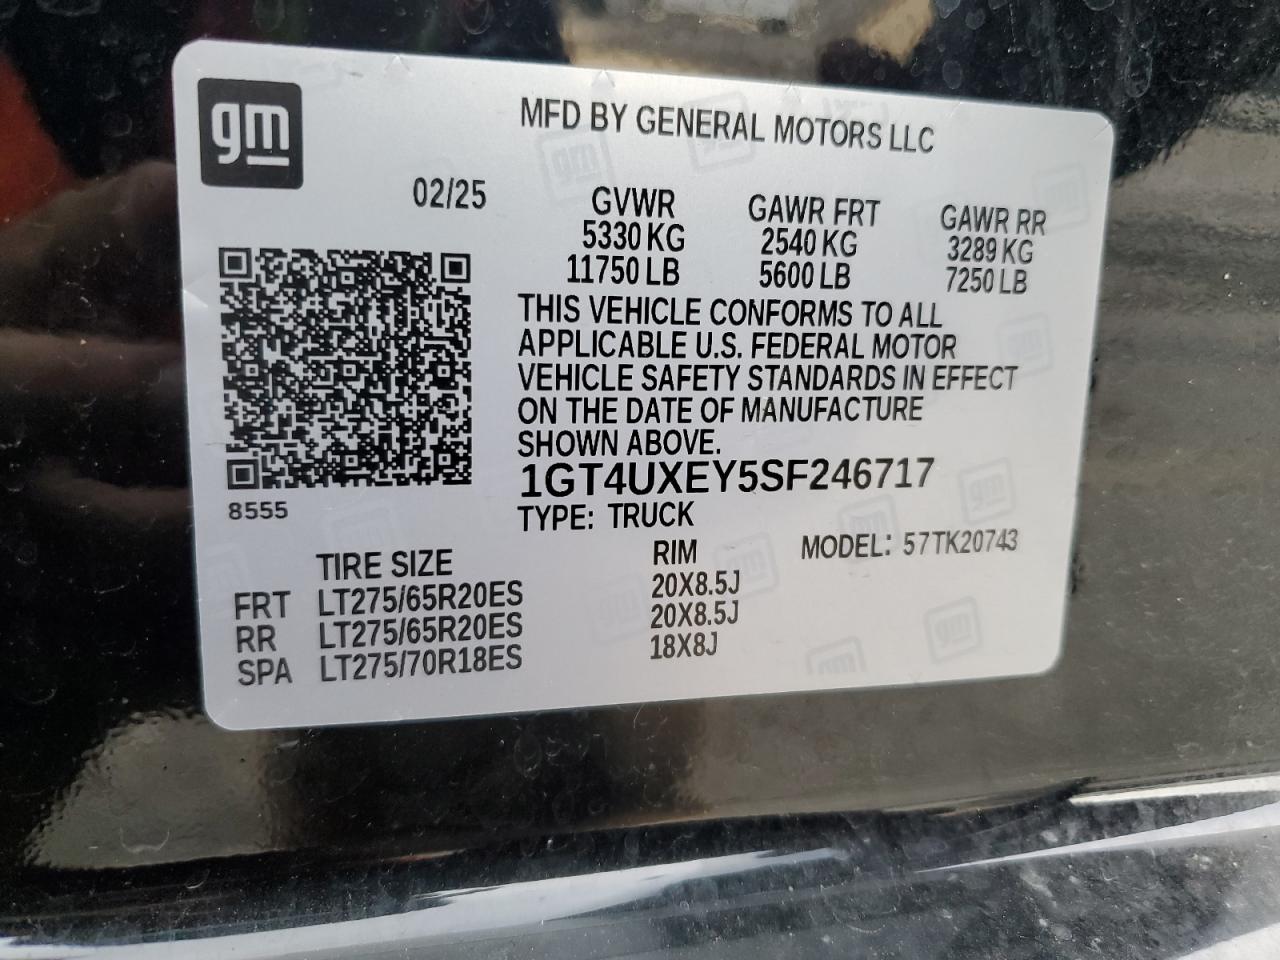 gm
MFD BY GENERAL MOTORS LLC
02/25
GVWR GAWR FRT GAWR RR
5330 KG 2540 KG 3289 KG
11750 LB 5600 LB 7250 LB
THIS VEHICLE CONFORMS TO ALL
APPLICABLE U.S. FEDERAL MOTOR
VEHICLE SAFETY STANDARDS IN EFFECT
ON THE DATE OF MANUFACTURE
SHOWN ABOVE.
1GT4UXEY5SF246717
8555
TYPE: TRUCK
MODEL: 57TK20743
TIRE SIZE RIM
FRT LT275/65R20ES 20X8.5J
RR LT275/65R20ES 20X8.5J
SPA LT275/70R18ES 18X8J